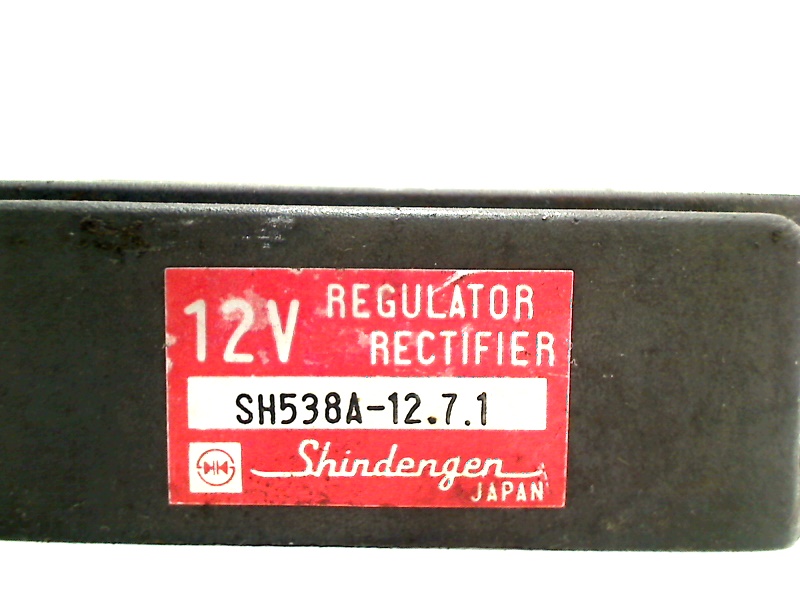 12V REGULATOR
RECTIFIER
SH538A-12.7.1
Shindengen
JAPAN